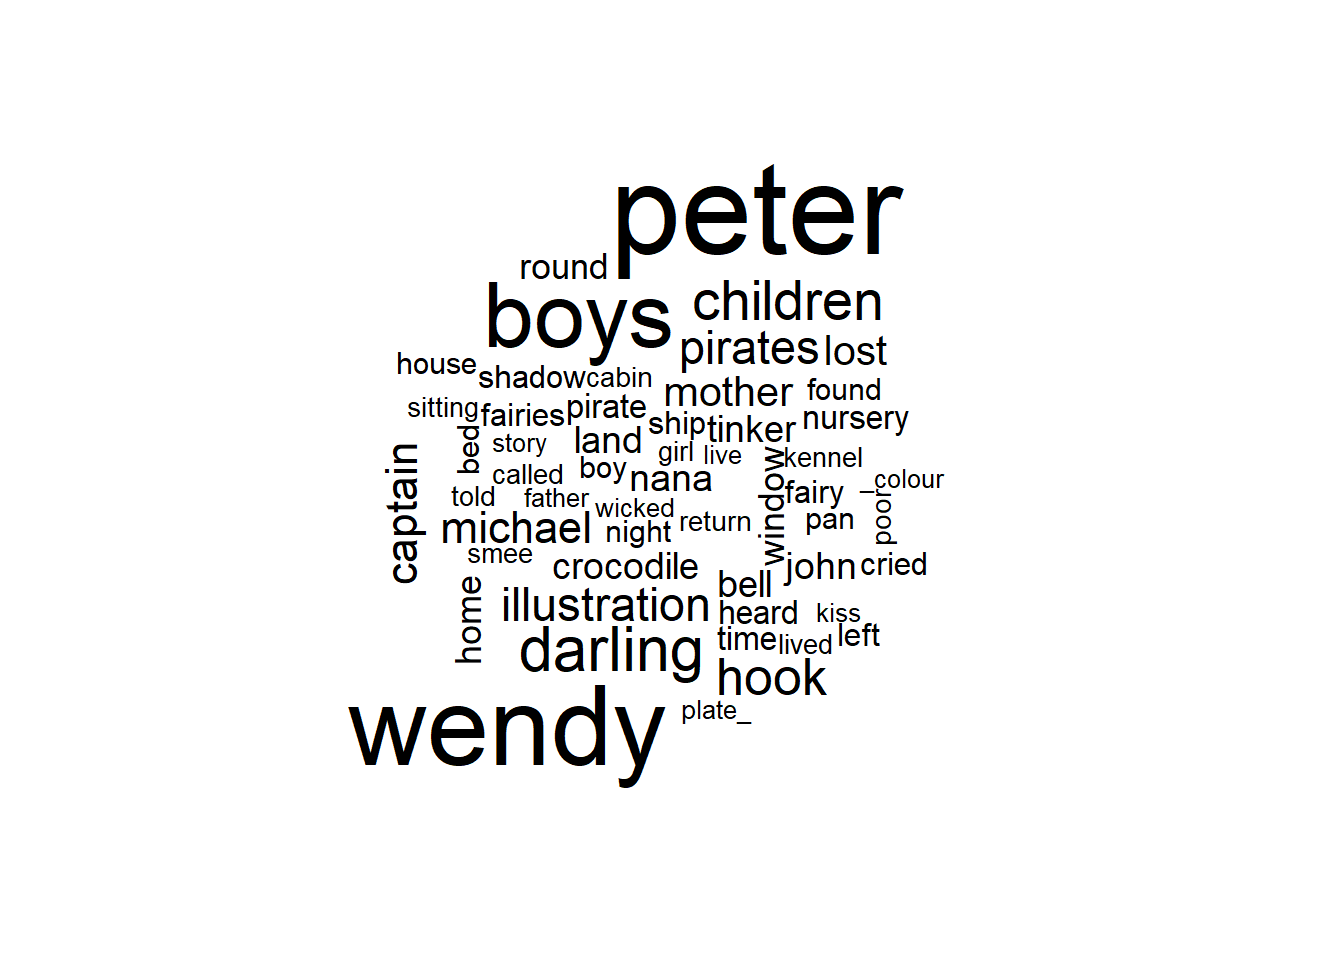 peter
round
boys
children
pirates
lost
house
shadow
cabin
mother
found
sitting
fairies
pirate
ship
tinker
nursery
captain
bed
story
land
girl
live
window
kennel
called
boy
nana
_colour
told
father
wicked
fairy
poor
michael
night
return
pan
smee
crocodile
john
cried
home
bell
illustration
heard
kiss
darling
time
lived
left
hook
wendy
plate_